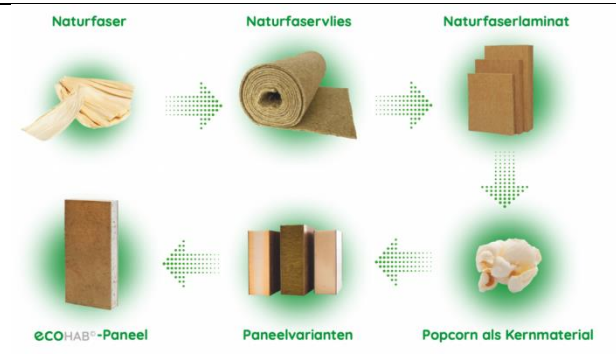 Naturfaser
Naturfaservlies
Naturfaserlaminat
Popcorn als Kernmaterial
Paneelvarianten
ecoHAB©-Paneel